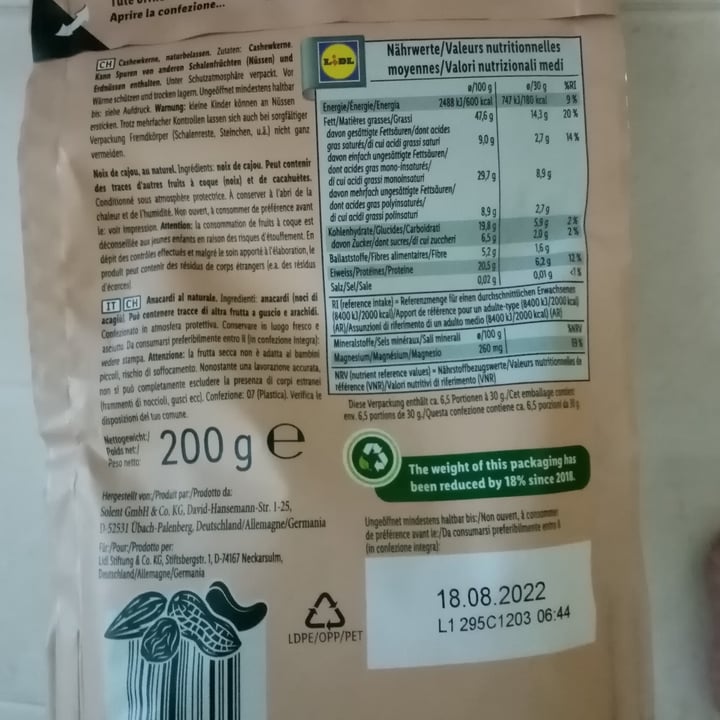 Aprire la confezione...
CH Cashewkerne, naturbelassen. Zutaten: Cashewkerne.
Kann Spuren von anderen Schalenfrüchten (Nüssen) und
Erdnüssen enthalten. Unter Schutzatmosphäre verpackt. Vor
Wärme schützen und trocken lagern. Ungeöffnet mindestens haltbar
bis: siehe Aufdruck. Warnung: kleine Kinder können an Nüssen
ersticken. Trotz mehrfacher Kontrollen lassen sich auch bei sorgfältiger
Verpackung Fremdkörper (Schalenreste, Steinchen, u.ä.) nicht ganz
vermeiden.
Noix de cajou, au naturel. Ingrédients: noix de cajou. Peut contenir
des traces d'autres fruits à coque (noix) et de cacahuètes.
Conditionné sous atmosphère protectrice. À conserver à l'abri de la
chaleur et de l'humidité. Non ouvert, à consommer de préférence avant
le: voir impression. Attention: la consommation de fruits à coque est
déconseillée aux jeunes enfants en raison des risques d'étouffement. En
dépit des contrôles effectués et malgré le soin apporté à l'élaboration, le
produit peut contenir des résidus de corps étrangers (e.a. des résidus
d'écorces)
IT CH Anacardi al naturale. Ingredienti: anacardi (noci di
acagiù). Può contenere tracce di altra frutta a guscio e arachidi.
Confezionato in atmosfera protettiva. Conservare in luogo fresco e
asciutto. Da consumarsi preferibilmente entro il (in confezione integra):
vedere stampa. Attenzione: la frutta secca non è adatta ai bambini
piccoli, rischio di soffocamento. Nonostante una lavorazione accurata,
non si può completamente escludere la presenza di corpi estranei
(frammenti di noccioli, gusci ecc). Confezione: 07 (Plastica). Verifica le
disposizioni del tuo comune.
Nettogewicht:/
Poids net:/
Peso netto:
200 g e
Hergestellt von:/Produit par:/Prodotto da:
Solent GmbH & Co. KG, David-Hansemann-Str. 1-25,
D-52531 Übach-Palenberg, Deutschland/Allemagne/Germania
Für:/Pour:/Prodotto per:
Lidl Stiftung & Co. KG, Stiftsbergstr. 1, D-74167 Neckarsulm,
Deutschland/Allemagne/Germania
LIDL
Nährwerte/Valeurs nutritionnelles
moyennes/Valori nutrizionali medi
ø/100 g ø/30 g %RI
Energie/Énergie/Energia 2488 kJ/600 kcal 747 kJ/180 kcal 9 %
Fett/Matières grasses/Grassi 47,6 g 14,3 g 20 %
davon gesättigte Fettsäuren/dont acides
gras saturés/di cui acidi grassi saturi 9,0 g 2,7 g 14 %
davon einfach ungesättigte Fettsäuren/
dont acides gras mono-insaturés/
di cui acidi grassi monoinsaturi 29,7 g 8,9 g
davon mehrfach ungesättigte Fettsäuren/
dont acides gras polyinsaturés/
di cui acidi grassi polinsaturi 8,9 g 2,7 g
Kohlenhydrate/Glucides/Carboidrati 19,8 g 5,9 g 2 %
davon Zucker/dont sucres/di cui zuccheri 6,5 g 2,0 g 2 %
Ballaststoffe/Fibres alimentaires/Fibre 5,2 g 1,6 g
Eiweiss/Protéines/Proteine 20,5 g 6,2 g 12 %
Salz/Sel/Sale 0,02 g 0,01 g <1 %
RI (reference intake) = Referenzmenge für einen durchschnittlichen Erwachsenen
(8400 kJ/2000 kcal)/Apport de référence pour un adulte-type (8400 kJ/2000 kcal)
(AR)/Assunzioni di riferimento di un adulto medio (8400 kJ/2000 kcal) (AR)
Mineralstoffe/Sels minéraux/Sali minerali ø/100 g %NRV
Magnesium/Magnésium/Magnesio 260 mg
NRV (nutrient reference values) = Nährstoffbezugswerte/Valeurs nutritionnelles de
référence (VNR)/Valori nutritivi di riferimento (VNR)
Diese Verpackung enthält ca. 6,5 Portionen à 30 g./Cet emballage contient
env. 6,5 portions de 30 g./Questa confezione contiene ca. 6,5 porzioni da 30 g.
The weight of this packaging has
been reduced by 18% since 2018.
Ungeöffnet mindestens haltbar bis:/Non ouvert, à consommer
de préférence avant le:/Da consumarsi preferibilmente entro il
(in confezione integra):
18.08.2022
L1 295C1203 06:44
LDPE/OPP/PET